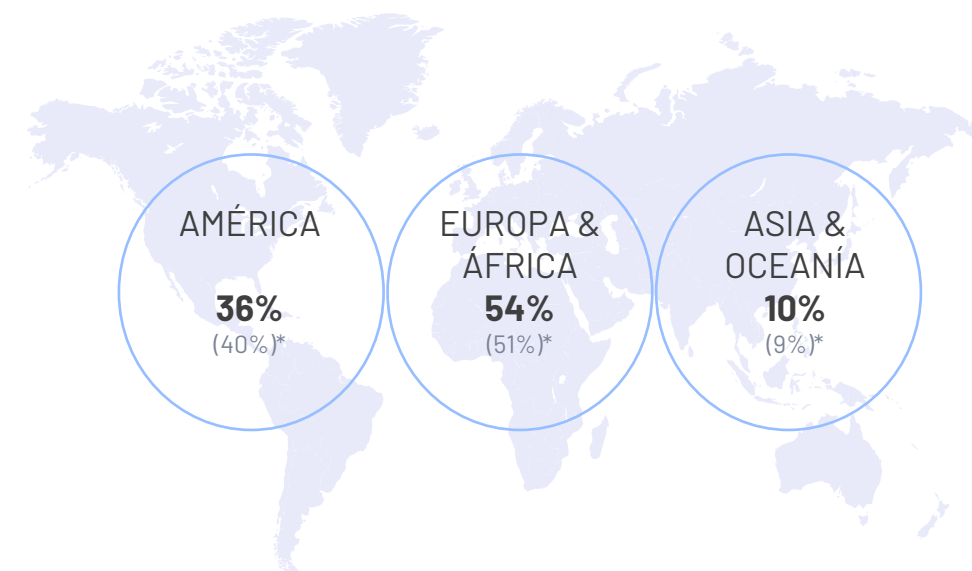 AMÉRICA
36%
(40%)*
EUROPA &
ÁFRICA
54%
(51%)*
ASIA &
OCEANÍA
10%
(9%)*